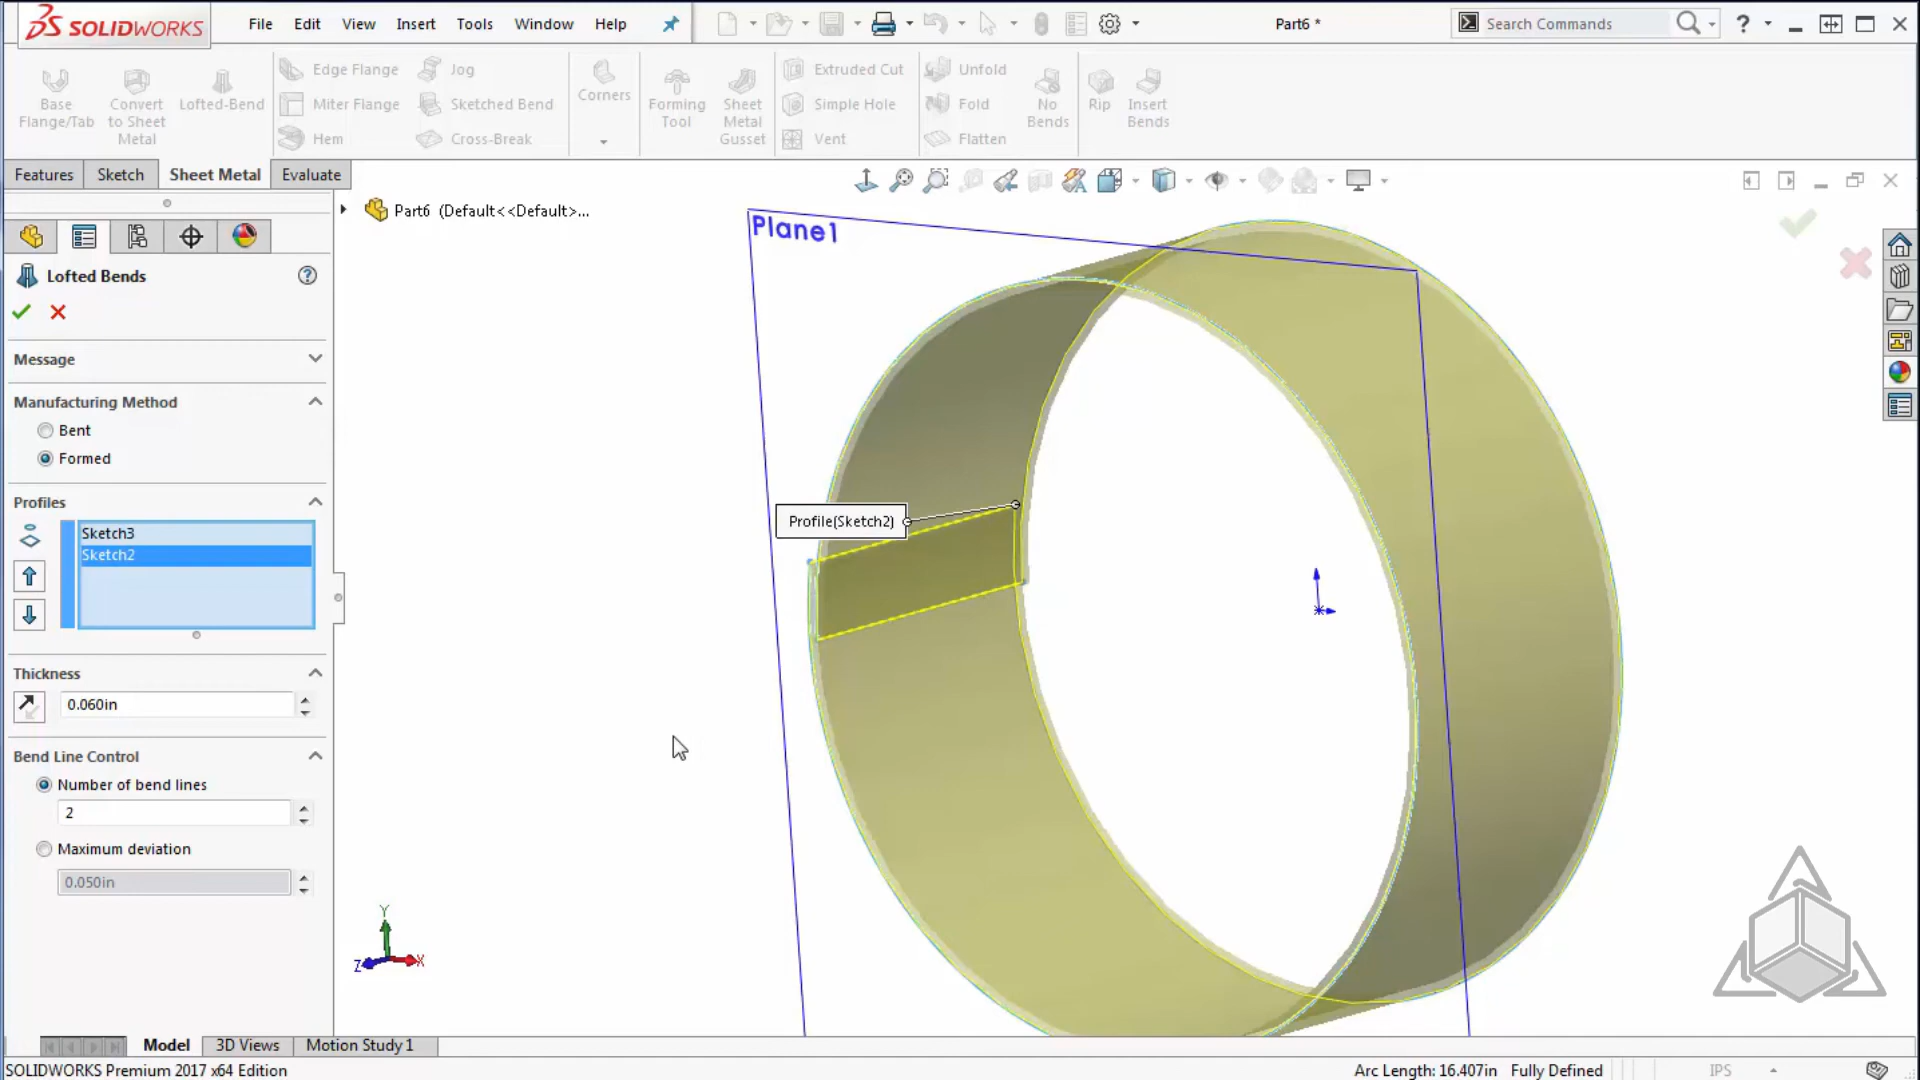 SOLIDWORKS File Edit View Insert Tools Window Help Part6 * Search Commands ?
Base Flange/Tab
Convert to Sheet Metal
Lofted-Bend
Edge Flange
Miter Flange
Hem
Jog
Sketched Bend
Cross-Break
Corners
Forming Tool
Sheet Metal Gusset
Extruded Cut
Simple Hole
Vent
Unfold
Fold
Flatten
No Bends
Rip
Insert Bends
Features Sketch Sheet Metal Evaluate
Part6 (Default<<Default>...
Lofted Bends ?
Message
Manufacturing Method
Bent
Formed
Profiles
Sketch3
Sketch2
Thickness
0.060in
Bend Line Control
Number of bend lines
2
Maximum deviation
0.050in
Plane1
Profile(Sketch2)
Y
Z X
Model 3D Views Motion Study 1
SOLIDWORKS Premium 2017 x64 Edition Arc Length: 16.407in Fully Defined IPS